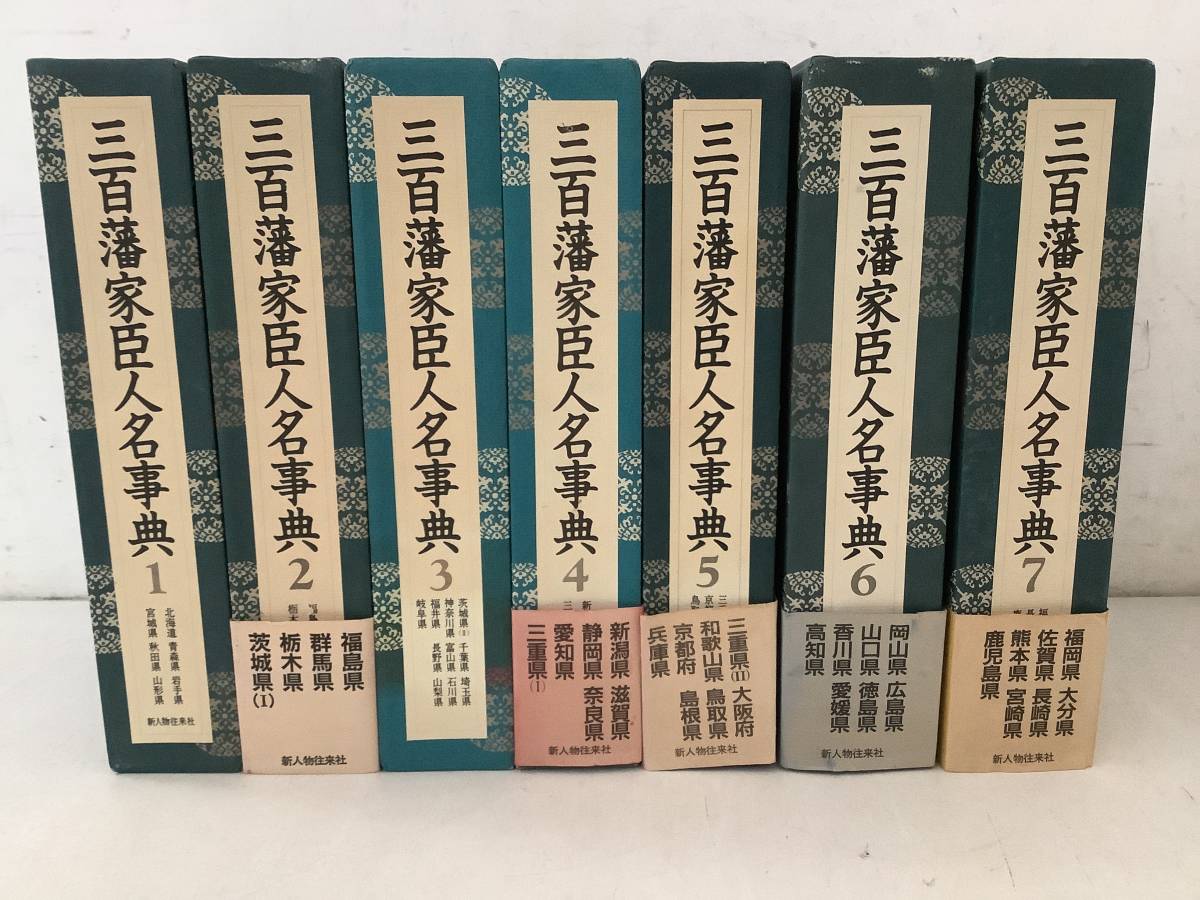 三百藩家臣人名事典
1
北海道 青森県 岩手県
宮城県 秋田県 山形県
新人物往来社
三百藩家臣人名事典
2
福島県
群馬県
栃木県
茨城県(I)
新人物往来社
三百藩家臣人名事典
3
茨城県(II) 千葉県 埼玉県
神奈川県 富山県 石川県
福井県 長野県 山梨県
岐阜県
三百藩家臣人名事典
4
新潟県 滋賀県
静岡県 奈良県
愛知県
三重県(I)
新人物往来社
三百藩家臣人名事典
5
三重県(II) 大阪府
和歌山県 鳥取県
京都府 島根県
兵庫県
新人物往来社
三百藩家臣人名事典
6
岡山県 広島県
山口県 徳島県
香川県 愛媛県
高知県
新人物往来社
三百藩家臣人名事典
7
福岡県 大分県
佐賀県 長崎県
熊本県 宮崎県
鹿児島県
新人物往来社